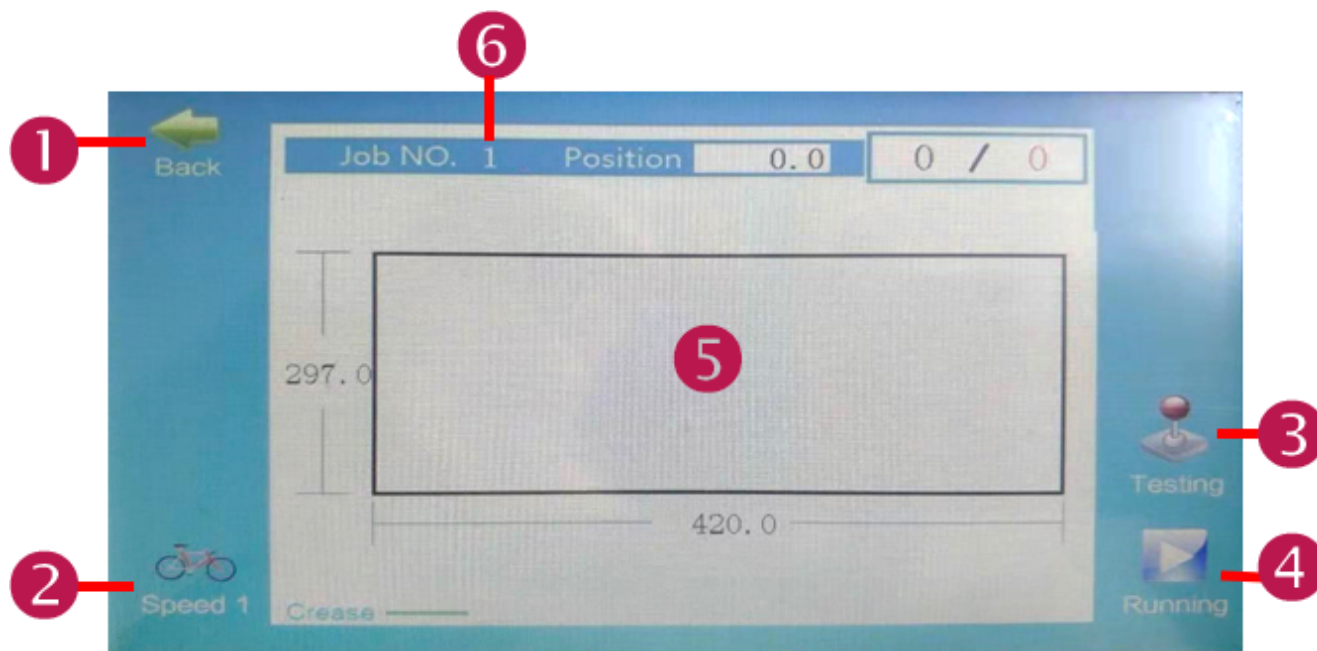 6
1
Back
Job NO. 1 Position 0.0 0 / 0
297.0
5
3
Testing
420.0
2
Speed 1
4
Running
Crease